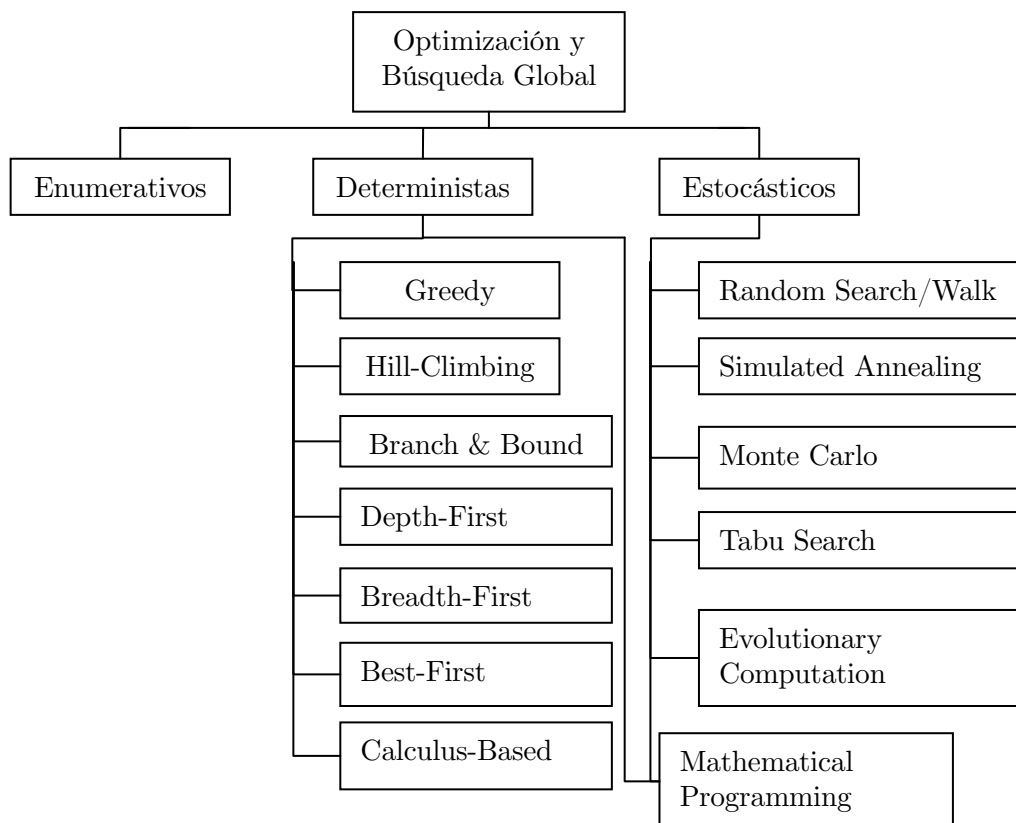 Optimización y
Búsqueda Global
Enumerativos
Deterministas
Estocásticos
Greedy
Hill-Climbing
Branch & Bound
Depth-First
Breadth-First
Best-First
Calculus-Based
Random Search/Walk
Simulated Annealing
Monte Carlo
Tabu Search
Evolutionary
Computation
Mathematical
Programming